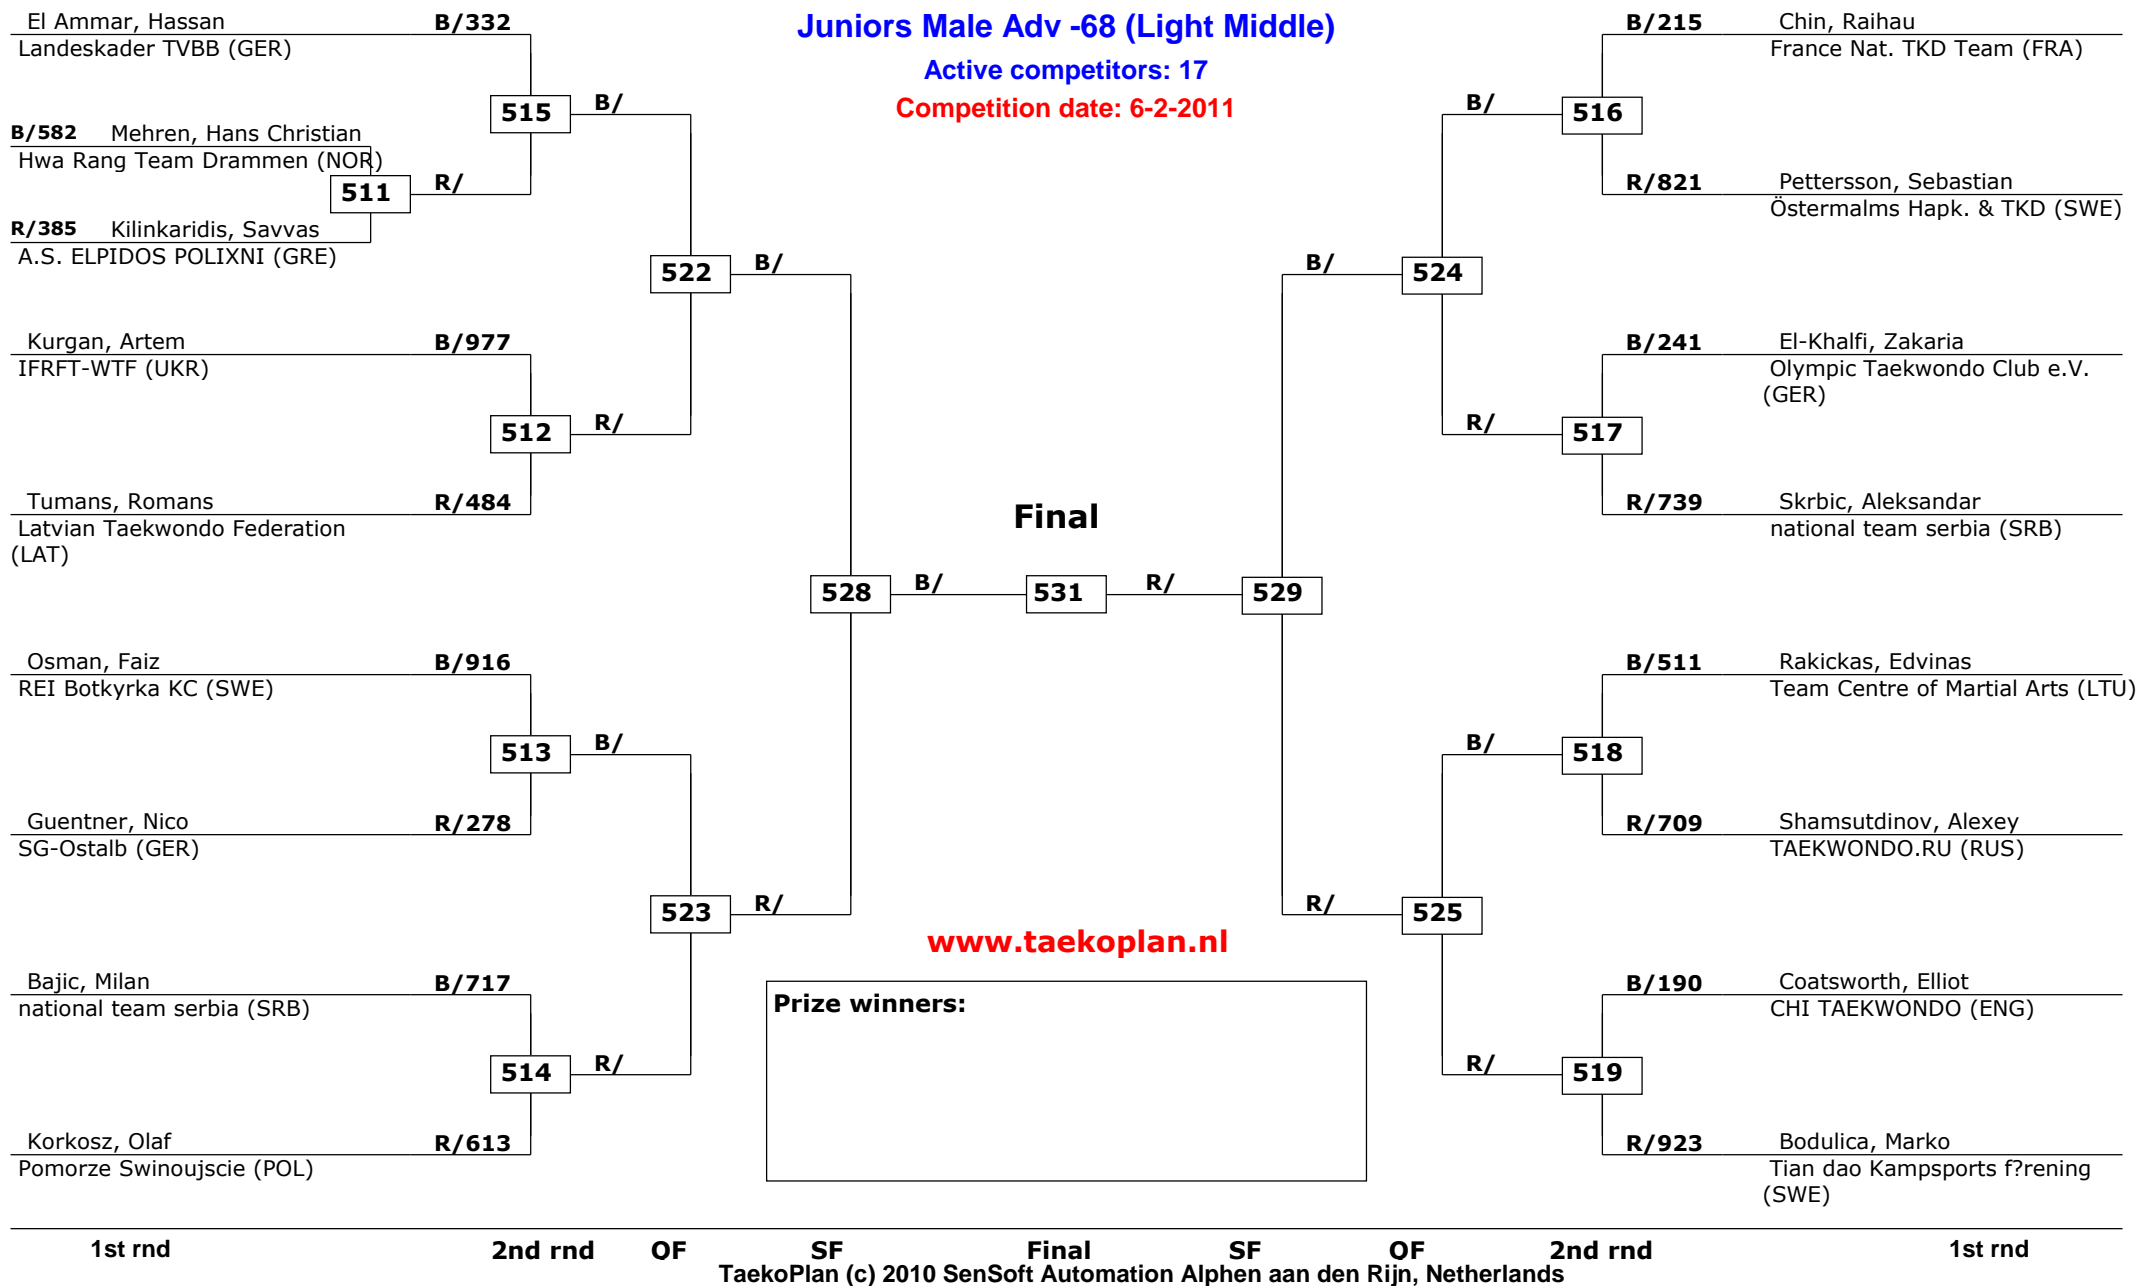 Juniors Male Adv -68 (Light Middle)
Active competitors: 17
Competition date: 6-2-2011
El Ammar, Hassan B/332
Landeskader TVBB (GER)
515 B/
B/582 Mehren, Hans Christian
Hwa Rang Team Drammen (NOR)
511 R/
R/385 Kilinkaridis, Savvas
A.S. ELPIDOS POLIXNI (GRE)
522 B/
Kurgan, Artem B/977
IFRFT-WTF (UKR)
512 R/
Tumans, Romans R/484
Latvian Taekwondo Federation
(LAT)
Final
528 B/ 531 R/ 529
Osman, Faiz B/916
REI Botkyrka KC (SWE)
513 B/
Guentner, Nico R/278
SG-Ostalb (GER)
523 R/
Bajic, Milan B/717
national team serbia (SRB)
514 R/
Korkosz, Olaf R/613
Pomorze Swinoujscie (POL)
B/215 Chin, Raihau
France Nat. TKD Team (FRA)
B/ 516
R/821 Pettersson, Sebastian
Östermalms Hapk. & TKD (SWE)
B/ 524
B/241 El-Khalfi, Zakaria
Olympic Taekwondo Club e.V.
(GER)
R/ 517
R/739 Skrbic, Aleksandar
national team serbia (SRB)
B/511 Rakickas, Edvinas
Team Centre of Martial Arts (LTU)
B/ 518
R/709 Shamsutdinov, Alexey
TAEKWONDO.RU (RUS)
R/ 525
B/190 Coatsworth, Elliot
CHI TAEKWONDO (ENG)
R/ 519
R/923 Bodulica, Marko
Tian dao Kampsports f?rening
(SWE)
www.taekoplan.nl
Prize winners:
1st rnd 2nd rnd QF SF Final SF QF 2nd rnd 1st rnd
TaekoPlan (c) 2010 SenSoft Automation Alphen aan den Rijn, Netherlands